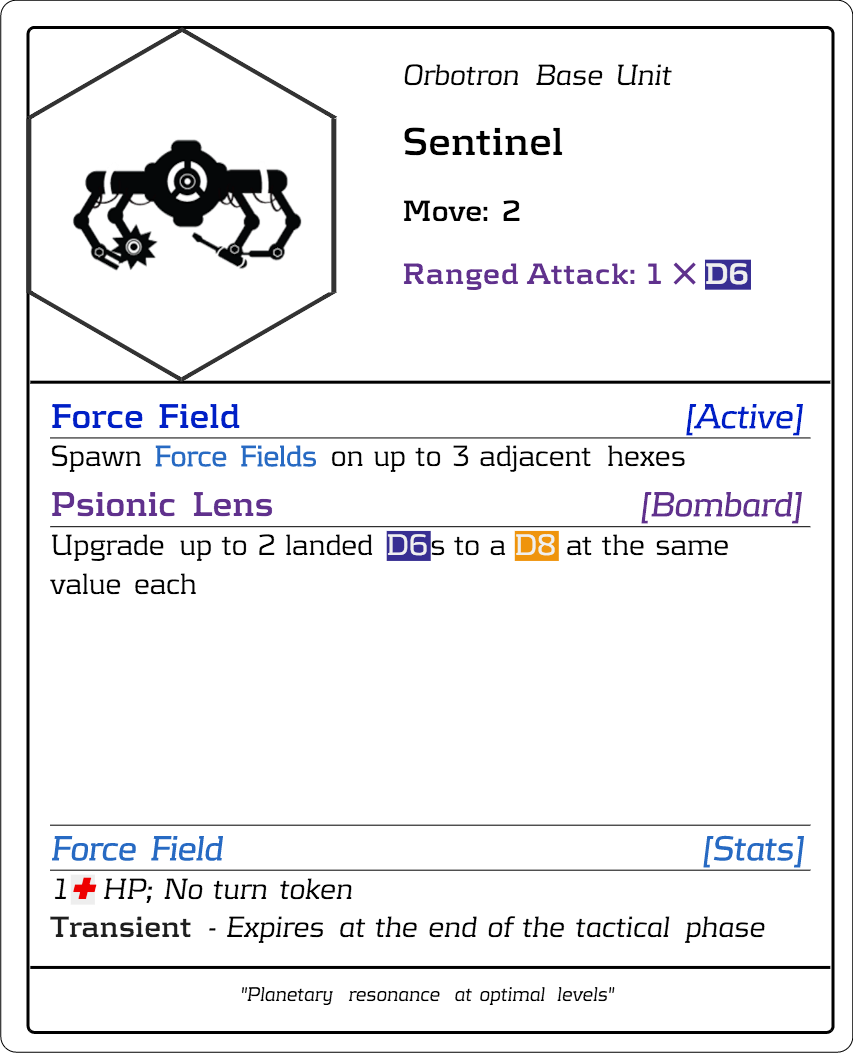 Orbotron Base Unit
Sentinel
Move: 2
Ranged Attack: 1 × D6
Force Field [Active]
Spawn Force Fields on up to 3 adjacent hexes
Psionic Lens [Bombard]
Upgrade up to 2 landed D6s to a D8 at the same
value each
Force Field [Stats]
1✚ HP; No turn token
Transient - Expires at the end of the tactical phase
"Planetary resonance at optimal levels"